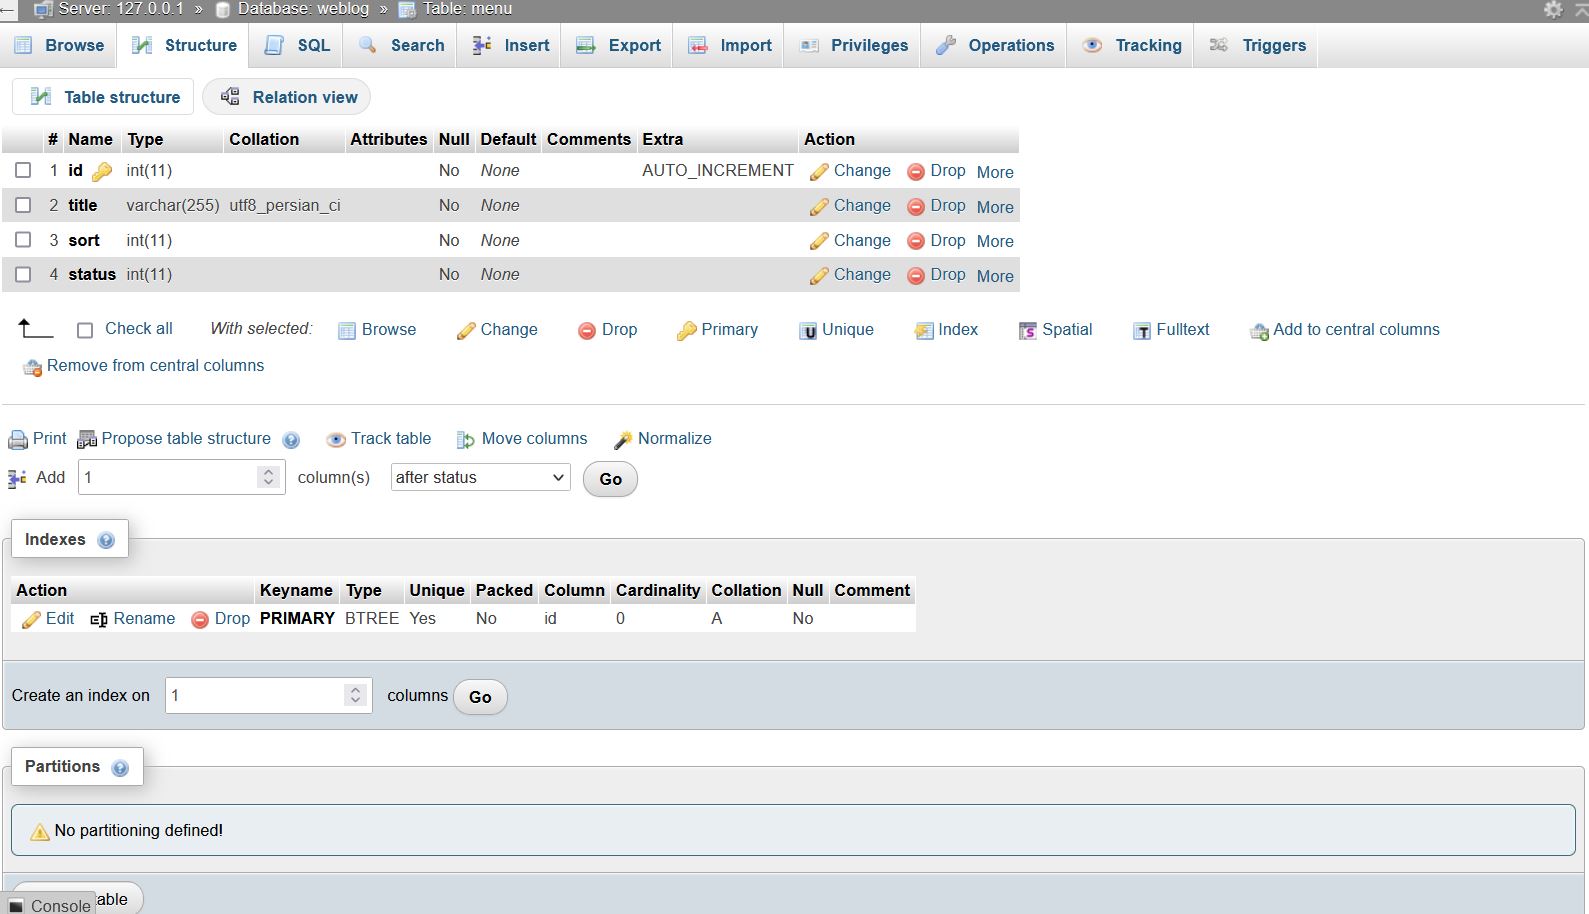 Server: 127.0.0.1 » Database: weblog » Table: menu
Browse Structure SQL Search Insert Export Import Privileges Operations Tracking Triggers
Table structure Relation view
# Name Type Collation Attributes Null Default Comments Extra Action
1 id int(11) No None AUTO_INCREMENT Change Drop More
2 title varchar(255) utf8_persian_ci No None Change Drop More
3 sort int(11) No None Change Drop More
4 status int(11) No None Change Drop More
Check all With selected: Browse Change Drop Primary Unique Index Spatial Fulltext Add to central columns
Remove from central columns
Print Propose table structure Track table Move columns Normalize
Add 1 column(s) after status Go
Indexes
Action Keyname Type Unique Packed Column Cardinality Collation Null Comment
Edit Rename Drop PRIMARY BTREE Yes No id 0 A No
Create an index on 1 columns Go
Partitions
No partitioning defined!
Console